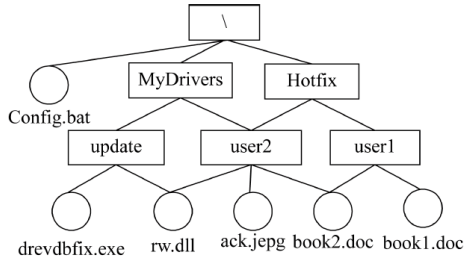 \
MyDrivers
Hotfix
Config.bat
update
user2
user1
drevdbfix.exe
rw.dll
ack.jepg
book2.doc
book1.doc